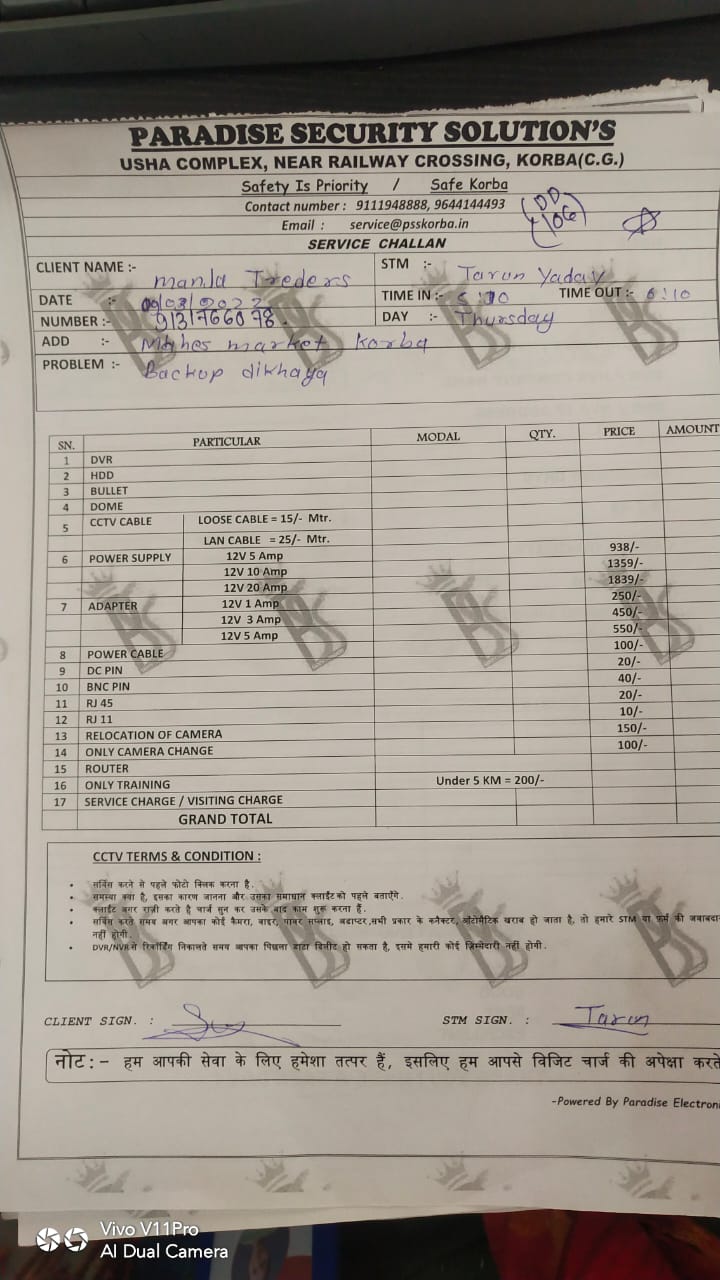 PARADISE SECURITY SOLUTION'S
USHA COMPLEX, NEAR RAILWAY CROSSING, KORBA(C.G.)
Safety Is Priority / Safe Korba
Contact number : 9111948888, 9644144493
Email : service@psskorba.in
SERVICE CHALLAN
CLIENT NAME :- Manla Treders STM :- Tarun Yadav
DATE :- TIME IN :- TIME OUT :- 6:10
NUMBER :- DAY :- Thursday
ADD :- market Korba
PROBLEM :- Backup dikhaya
SN. PARTICULAR MODAL QTY. PRICE AMOUNT
1 DVR
2 HDD
3 BULLET
4 DOME
5 CCTV CABLE LOOSE CABLE = 15/- Mtr.
LAN CABLE = 25/- Mtr.
6 POWER SUPPLY 12V 5 Amp 938/-
12V 10 Amp 1359/-
12V 20 Amp 1839/-
7 ADAPTER 12V 1 Amp 250/-
12V 3 Amp 450/-
12V 5 Amp 550/-
8 POWER CABLE 100/-
9 DC PIN 20/-
10 BNC PIN 40/-
11 RJ 45 20/-
12 RJ 11 10/-
13 RELOCATION OF CAMERA 150/-
14 ONLY CAMERA CHANGE 100/-
15 ROUTER
16 ONLY TRAINING Under 5 KM = 200/-
17 SERVICE CHARGE / VISITING CHARGE
GRAND TOTAL
CCTV TERMS & CONDITION :
• सर्विस करने से पहले फोटो क्लिक करना है.
• समस्या क्या है, इसका कारण जानना और उसका समाधान क्लाईंट को पहले बताएँगे.
• क्लाईंट अगर राज़ी करते है चार्ज सुन कर उसके बाद काम शुरू करना हैं.
• सर्विस करते समय अगर आपका कोई कैमरा, वाइर, पावर सप्लाइ, अडाप्टर,सभी प्रकार के कनैक्टर, ऑटोमैटिक खराब हो जाता है, तो हमारे STM या फर्म की जवाबदा
नहीं होगी.
• DVR/NVR से रिकॉर्डिंग निकालते समय आपका पिछला डाटा डिलीट हो सकता है, इसमे हमारी कोई ज़िम्मेदारी नहीं होगी.
CLIENT SIGN. : STM SIGN. : Tarun
नोट:- हम आपकी सेवा के लिए हमेशा तत्पर हैं, इसलिए हम आपसे विजिट चार्ज की अपेक्षा करते
-Powered By Paradise Electroni
Vivo V11Pro
AI Dual Camera